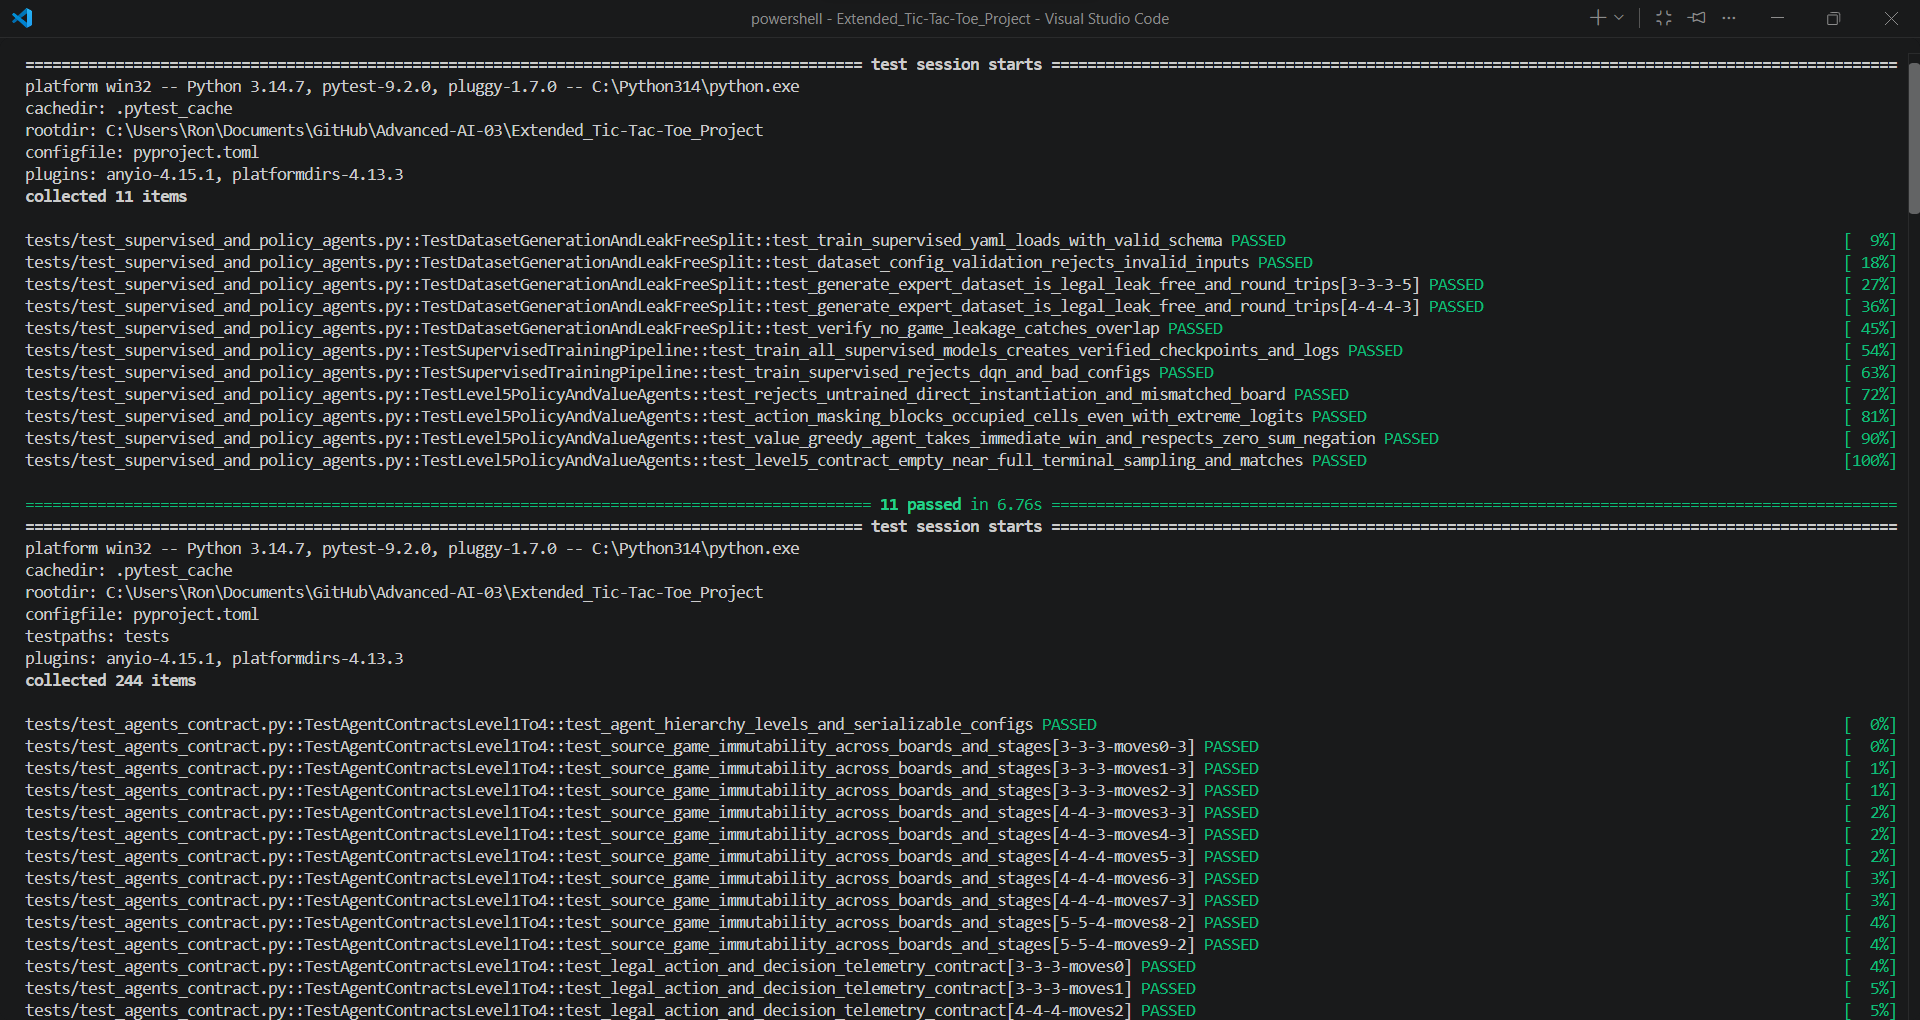 powershell - Extended_Tic-Tac-Toe_Project - Visual Studio Code
============================================================================================= test session starts ==============================================================================================
platform win32 -- Python 3.14.7, pytest-9.2.0, pluggy-1.7.0 -- C:\Python314\python.exe
cachedir: .pytest_cache
rootdir: C:\Users\Ron\Documents\GitHub\Advanced-AI-03\Extended_Tic-Tac-Toe_Project
configfile: pyproject.toml
plugins: anyio-4.15.1, platformdirs-4.13.3
collected 11 items
tests/test_supervised_and_policy_agents.py::TestDatasetGenerationAndLeakFreeSplit::test_train_supervised_yaml_loads_with_valid_schema PASSED [  9%]
tests/test_supervised_and_policy_agents.py::TestDatasetGenerationAndLeakFreeSplit::test_dataset_config_validation_rejects_invalid_inputs PASSED [ 18%]
tests/test_supervised_and_policy_agents.py::TestDatasetGenerationAndLeakFreeSplit::test_generate_expert_dataset_is_legal_leak_free_and_round_trips[3-3-3-5] PASSED [ 27%]
tests/test_supervised_and_policy_agents.py::TestDatasetGenerationAndLeakFreeSplit::test_generate_expert_dataset_is_legal_leak_free_and_round_trips[4-4-4-3] PASSED [ 36%]
tests/test_supervised_and_policy_agents.py::TestDatasetGenerationAndLeakFreeSplit::test_verify_no_game_leakage_catches_overlap PASSED [ 45%]
tests/test_supervised_and_policy_agents.py::TestSupervisedTrainingPipeline::test_train_all_supervised_models_creates_verified_checkpoints_and_logs PASSED [ 54%]
tests/test_supervised_and_policy_agents.py::TestSupervisedTrainingPipeline::test_train_supervised_rejects_dqn_and_bad_configs PASSED [ 63%]
tests/test_supervised_and_policy_agents.py::TestLevel5PolicyAndValueAgents::test_rejects_untrained_direct_instantiation_and_mismatched_board PASSED [ 72%]
tests/test_supervised_and_policy_agents.py::TestLevel5PolicyAndValueAgents::test_action_masking_blocks_occupied_cells_even_with_extreme_logits PASSED [ 81%]
tests/test_supervised_and_policy_agents.py::TestLevel5PolicyAndValueAgents::test_value_greedy_agent_takes_immediate_win_and_respects_zero_sum_negation PASSED [ 90%]
tests/test_supervised_and_policy_agents.py::TestLevel5PolicyAndValueAgents::test_level5_contract_empty_near_full_terminal_sampling_and_matches PASSED [100%]
============================================================================================== 11 passed in 6.76s ==============================================================================================
============================================================================================= test session starts ==============================================================================================
platform win32 -- Python 3.14.7, pytest-9.2.0, pluggy-1.7.0 -- C:\Python314\python.exe
cachedir: .pytest_cache
rootdir: C:\Users\Ron\Documents\GitHub\Advanced-AI-03\Extended_Tic-Tac-Toe_Project
configfile: pyproject.toml
testpaths: tests
plugins: anyio-4.15.1, platformdirs-4.13.3
collected 244 items
tests/test_agents_contract.py::TestAgentContractsLevel1To4::test_agent_hierarchy_levels_and_serializable_configs PASSED [  0%]
tests/test_agents_contract.py::TestAgentContractsLevel1To4::test_source_game_immutability_across_boards_and_stages[3-3-3-moves0-3] PASSED [  0%]
tests/test_agents_contract.py::TestAgentContractsLevel1To4::test_source_game_immutability_across_boards_and_stages[3-3-3-moves1-3] PASSED [  1%]
tests/test_agents_contract.py::TestAgentContractsLevel1To4::test_source_game_immutability_across_boards_and_stages[3-3-3-moves2-3] PASSED [  1%]
tests/test_agents_contract.py::TestAgentContractsLevel1To4::test_source_game_immutability_across_boards_and_stages[4-4-3-moves3-3] PASSED [  2%]
tests/test_agents_contract.py::TestAgentContractsLevel1To4::test_source_game_immutability_across_boards_and_stages[4-4-3-moves4-3] PASSED [  2%]
tests/test_agents_contract.py::TestAgentContractsLevel1To4::test_source_game_immutability_across_boards_and_stages[4-4-4-moves5-3] PASSED [  2%]
tests/test_agents_contract.py::TestAgentContractsLevel1To4::test_source_game_immutability_across_boards_and_stages[4-4-4-moves6-3] PASSED [  3%]
tests/test_agents_contract.py::TestAgentContractsLevel1To4::test_source_game_immutability_across_boards_and_stages[4-4-4-moves7-3] PASSED [  3%]
tests/test_agents_contract.py::TestAgentContractsLevel1To4::test_source_game_immutability_across_boards_and_stages[5-5-4-moves8-2] PASSED [  4%]
tests/test_agents_contract.py::TestAgentContractsLevel1To4::test_source_game_immutability_across_boards_and_stages[5-5-4-moves9-2] PASSED [  4%]
tests/test_agents_contract.py::TestAgentContractsLevel1To4::test_legal_action_and_decision_telemetry_contract[3-3-3-moves0] PASSED [  4%]
tests/test_agents_contract.py::TestAgentContractsLevel1To4::test_legal_action_and_decision_telemetry_contract[3-3-3-moves1] PASSED [  5%]
tests/test_agents_contract.py::TestAgentContractsLevel1To4::test_legal_action_and_decision_telemetry_contract[4-4-4-moves2] PASSED [  5%]